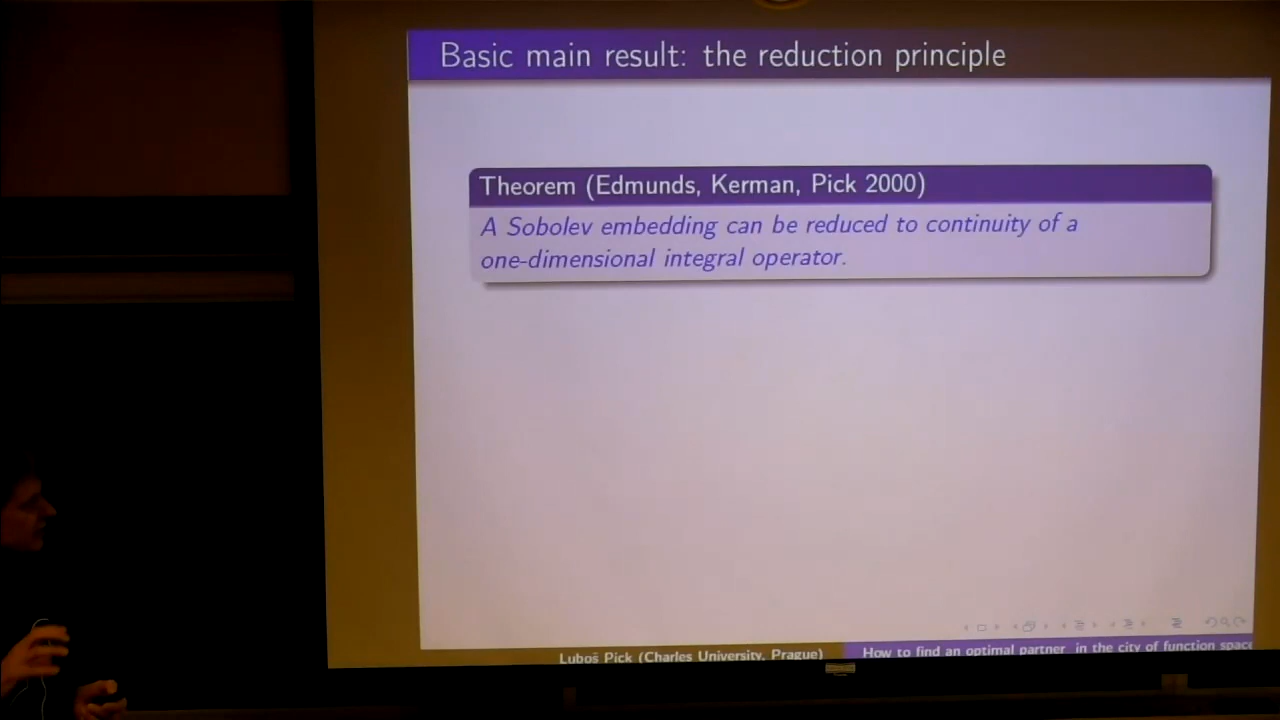 Basic main result: the reduction principle
Theorem (Edmunds, Kerman, Pick 2000)
A Sobolev embedding can be reduced to continuity of a
one-dimensional integral operator.
Luboš Pick (Charles University, Prague)
How to find an optimal partner in the city of function space